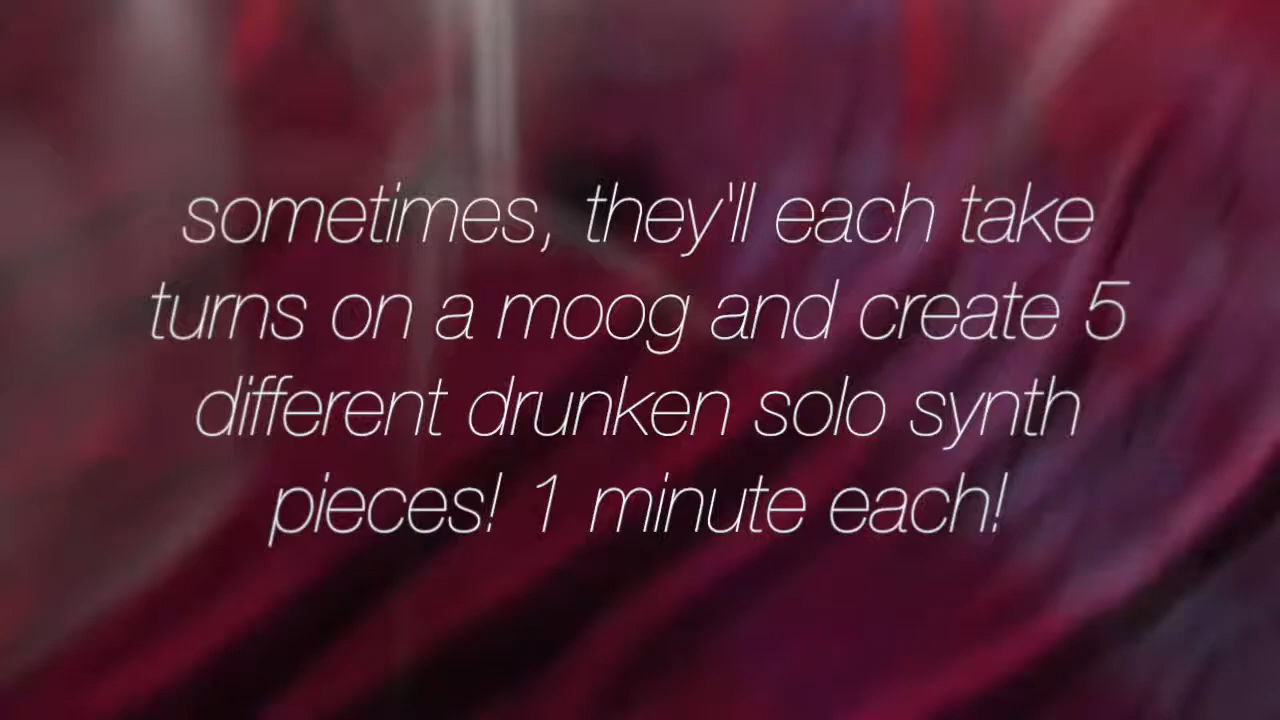 sometimes, they'll each take
turns on a moog and create 5
different drunken solo synth
pieces! 1 minute each!